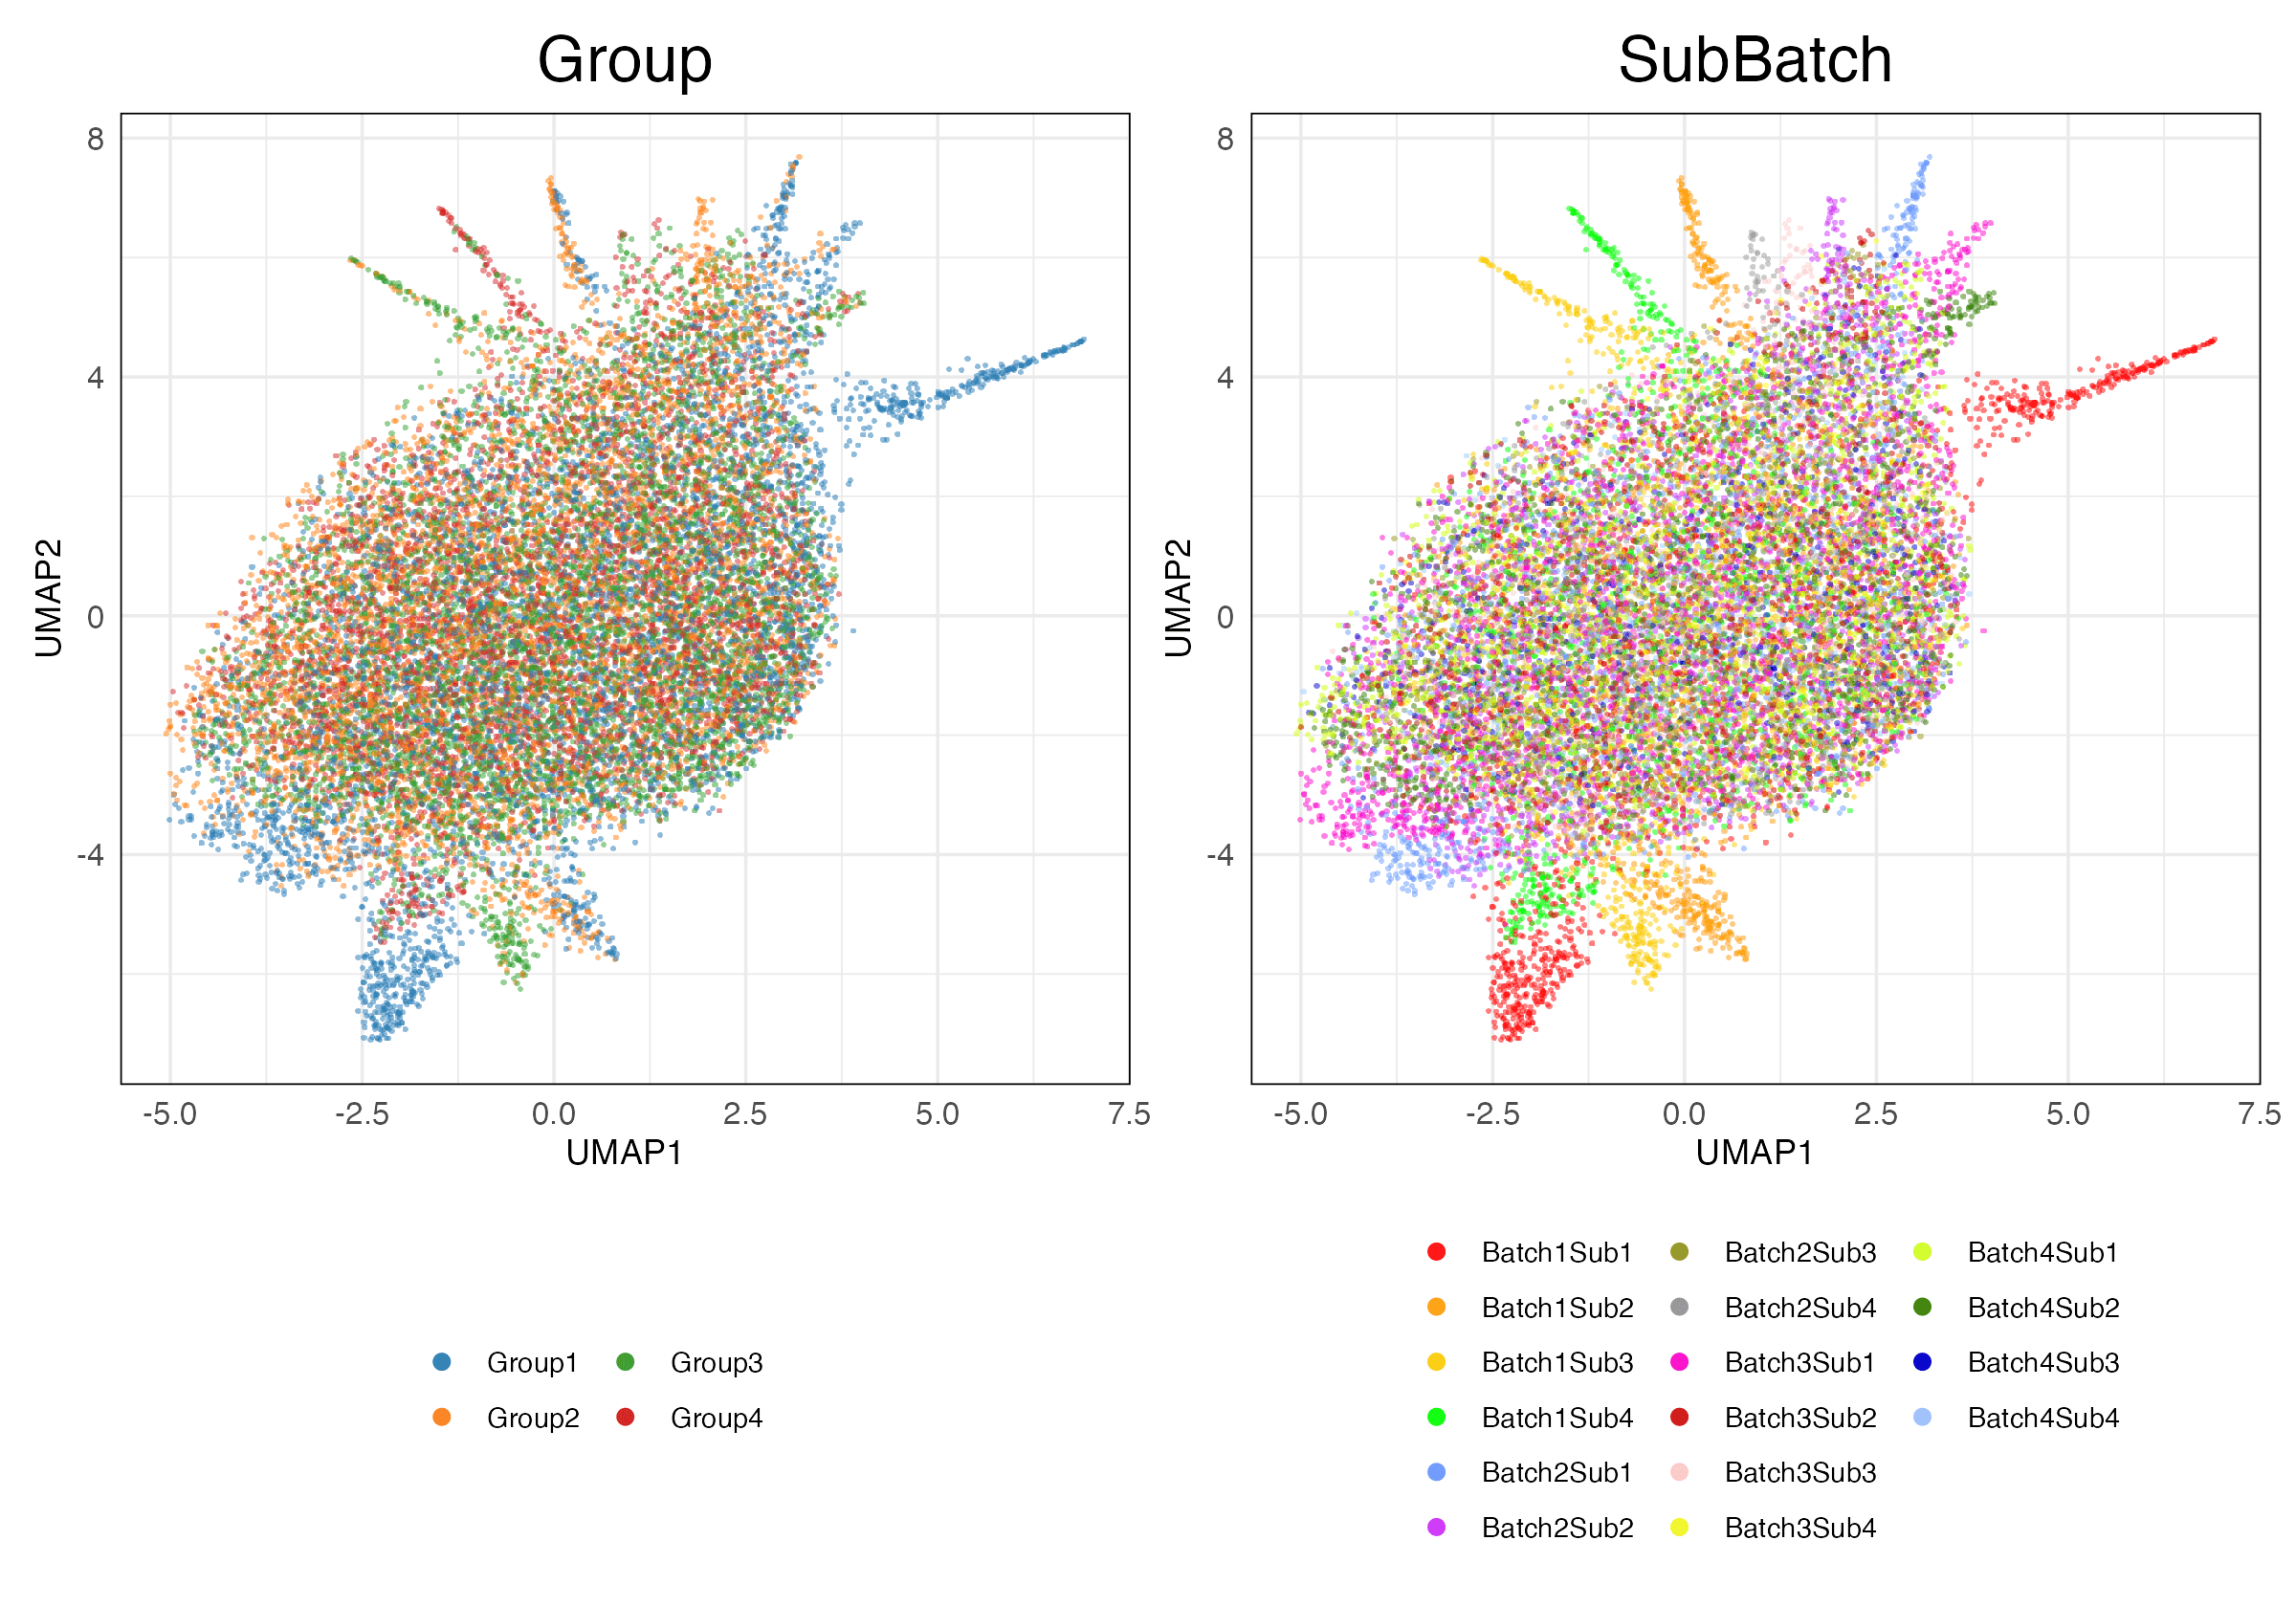 Group
SubBatch
8
4
0
-4
UMAP2
-5.0 -2.5 0.0 2.5 5.0 7.5
UMAP1
8
4
0
-4
UMAP2
-5.0 -2.5 0.0 2.5 5.0 7.5
UMAP1
Group1 Group3
Group2 Group4
Batch1Sub1 Batch2Sub3 Batch4Sub1
Batch1Sub2 Batch2Sub4 Batch4Sub2
Batch1Sub3 Batch3Sub1 Batch4Sub3
Batch1Sub4 Batch3Sub2 Batch4Sub4
Batch2Sub1 Batch3Sub3
Batch2Sub2 Batch3Sub4